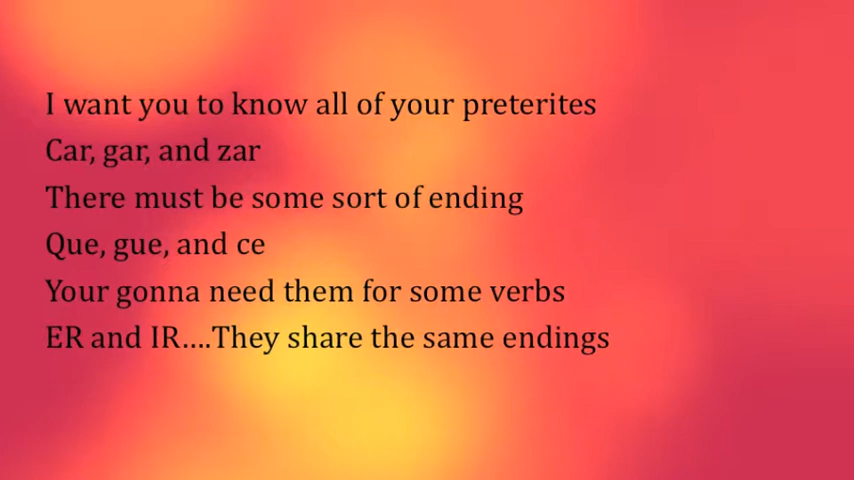 I want you to know all of your preterites
Car, gar, and zar
There must be some sort of ending
Que, gue, and ce
Your gonna need them for some verbs
ER and IR....They share the same endings